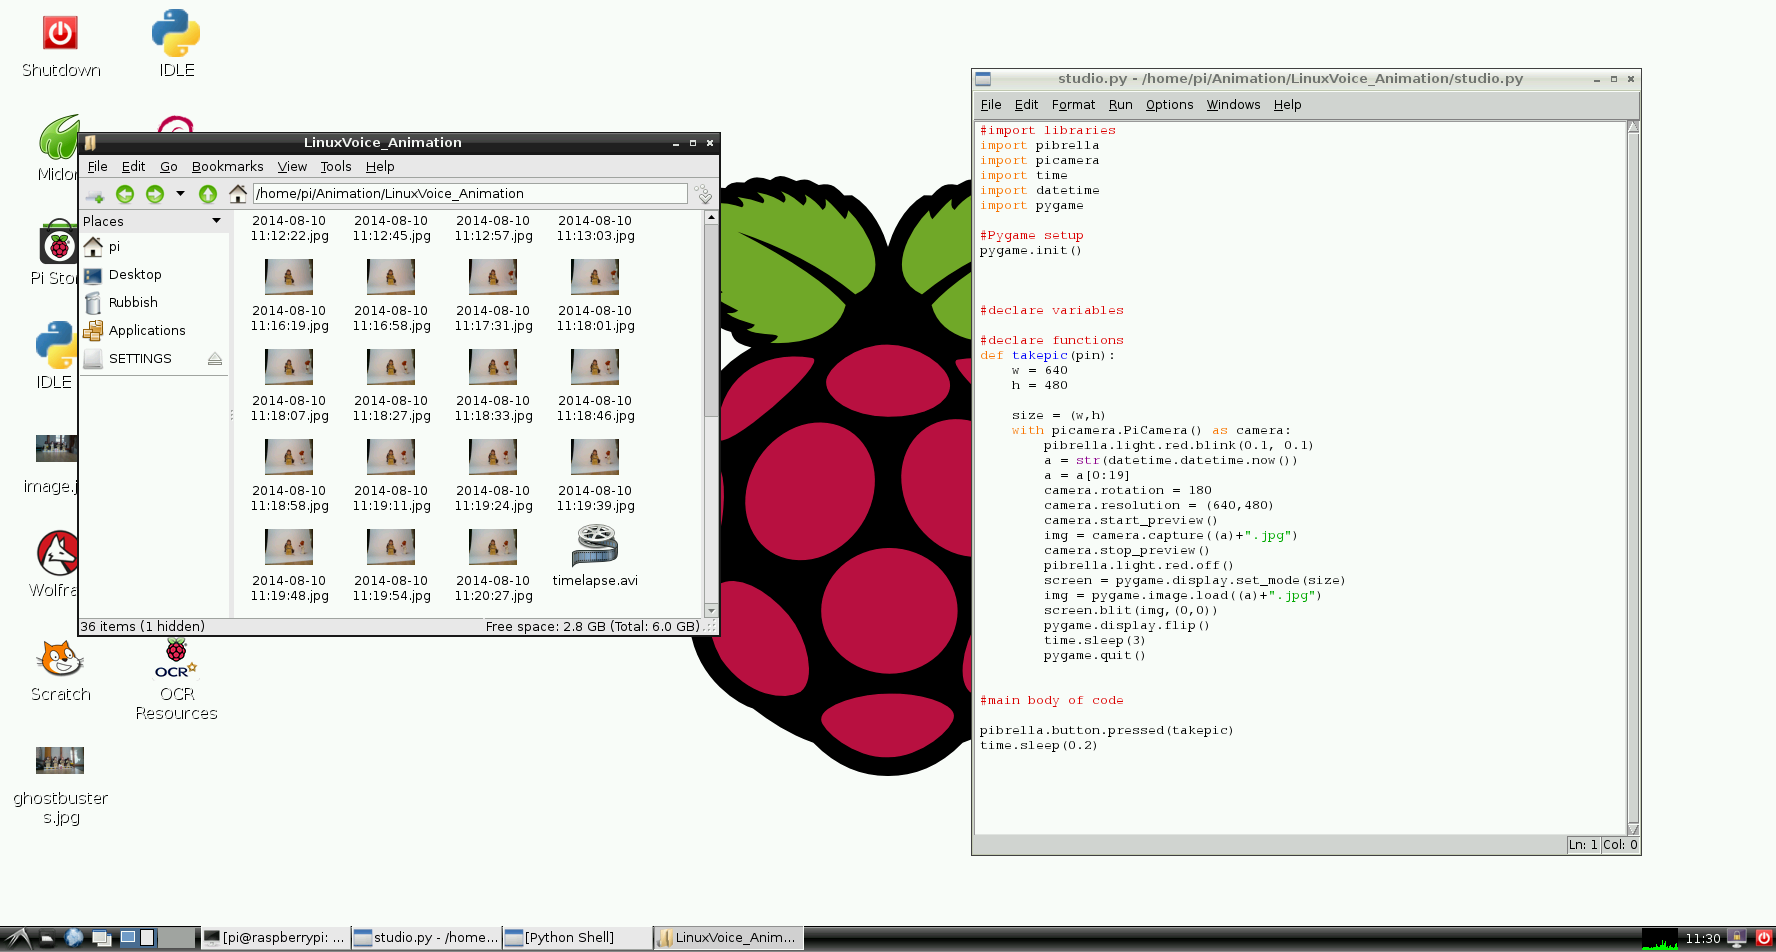 Shutdown
IDLE
Pi Sto
IDLE
image.j
Wolfra
Scratch
OCR
OCR
Resources
ghostbuster
s.jpg
LinuxVoice_Animation
File Edit Go Bookmarks View Tools Help
/home/pi/Animation/LinuxVoice_Animation
Places
pi
Desktop
Rubbish
Applications
SETTINGS
2014-08-10 2014-08-10 2014-08-10 2014-08-10
11:12:22.jpg 11:12:45.jpg 11:12:57.jpg 11:13:03.jpg
2014-08-10 2014-08-10 2014-08-10 2014-08-10
11:16:19.jpg 11:16:58.jpg 11:17:31.jpg 11:18:01.jpg
2014-08-10 2014-08-10 2014-08-10 2014-08-10
11:18:07.jpg 11:18:27.jpg 11:18:33.jpg 11:18:46.jpg
2014-08-10 2014-08-10 2014-08-10 2014-08-10
11:18:58.jpg 11:19:11.jpg 11:19:24.jpg 11:19:39.jpg
2014-08-10 2014-08-10 2014-08-10 timelapse.avi
11:19:48.jpg 11:19:54.jpg 11:20:27.jpg
36 items (1 hidden) Free space: 2.8 GB (Total: 6.0 GB)
studio.py - /home/pi/Animation/LinuxVoice_Animation/studio.py
File Edit Format Run Options Windows Help
#import libraries
import pibrella
import picamera
import time
import datetime
import pygame
#Pygame setup
pygame.init()
#declare variables
#declare functions
def takepic(pin):
w = 640
h = 480
size = (w,h)
with picamera.PiCamera() as camera:
pibrella.light.red.blink(0.1, 0.1)
a = str(datetime.datetime.now())
a = a[0:19]
camera.rotation = 180
camera.resolution = (640,480)
camera.start_preview()
img = camera.capture((a)+".jpg")
camera.stop_preview()
pibrella.light.red.off()
screen = pygame.display.set_mode(size)
img = pygame.image.load((a)+".jpg")
screen.blit(img,(0,0))
pygame.display.flip()
time.sleep(3)
pygame.quit()
#main body of code
pibrella.button.pressed(takepic)
time.sleep(0.2)
Ln: 1 Col: 0
[pi@raspberrypi: ... studio.py - /home... [Python Shell] LinuxVoice_Anim... 11:30